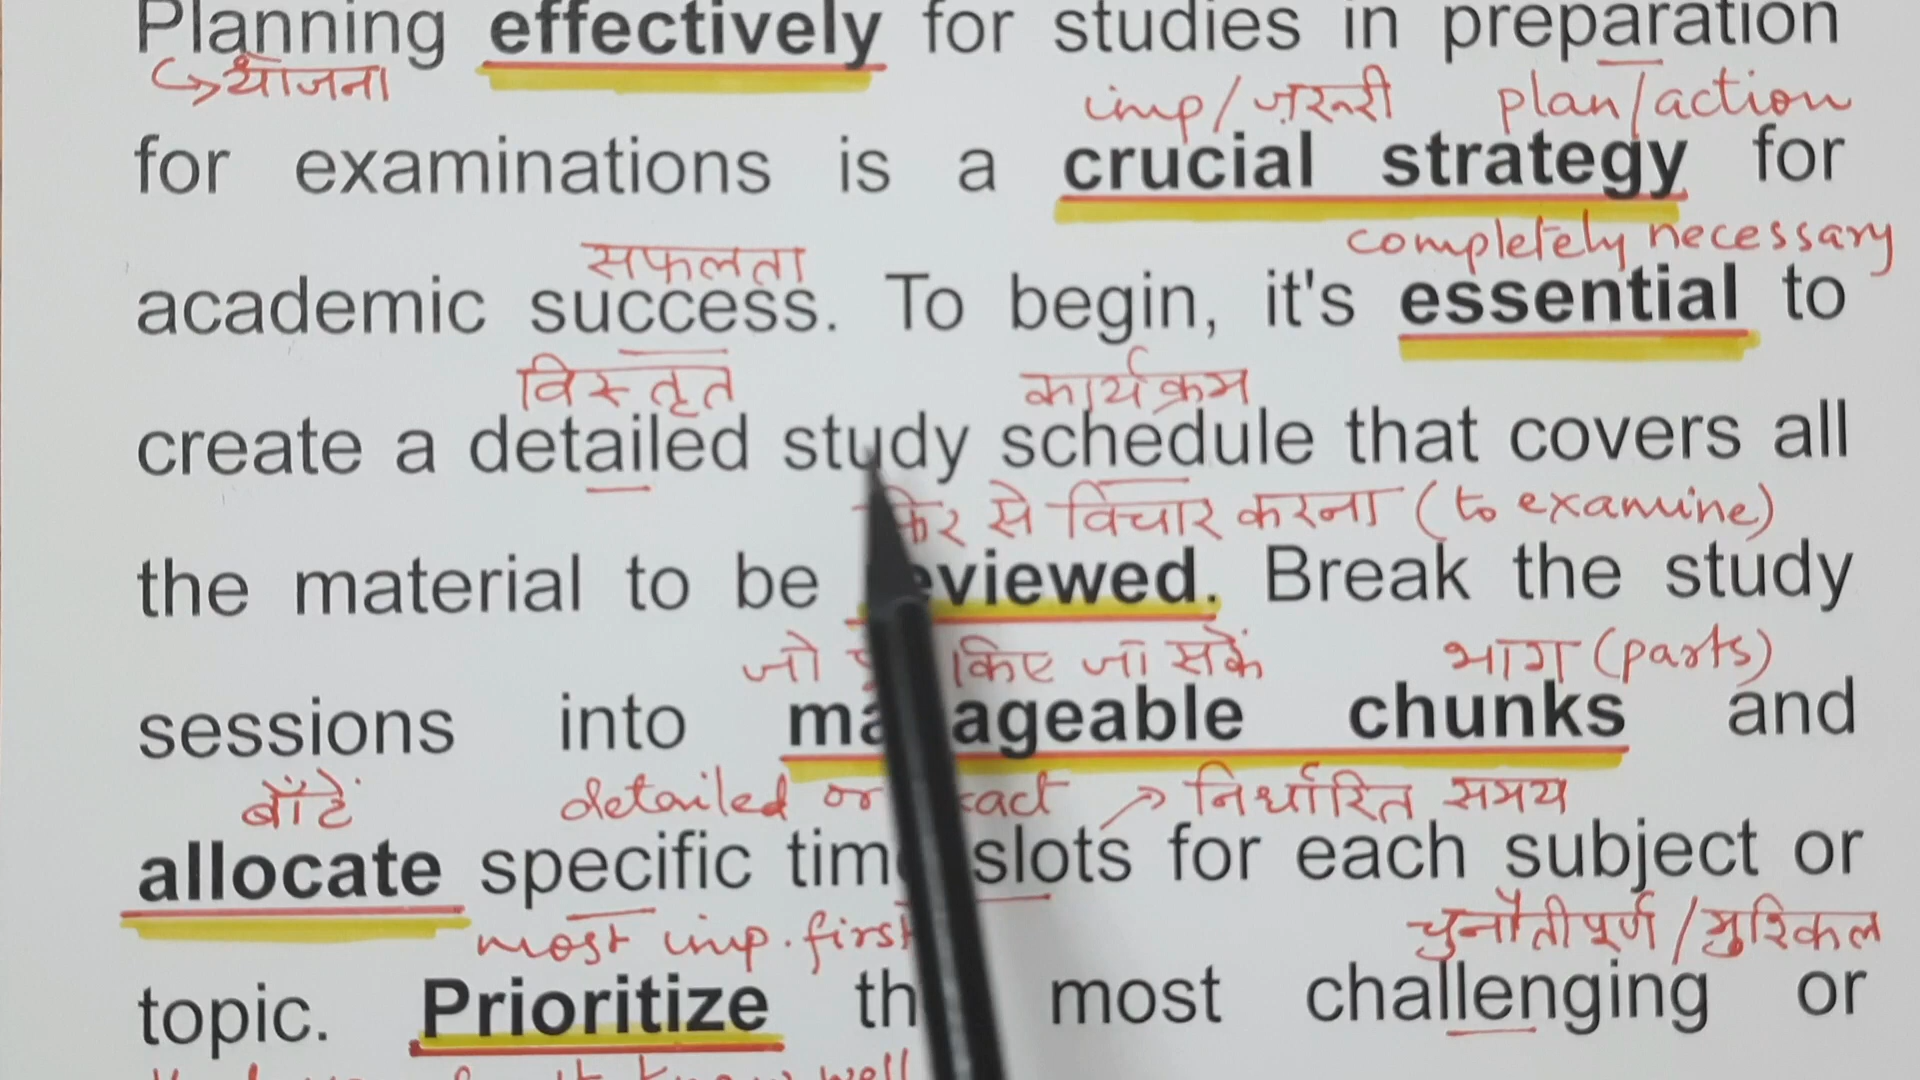 Planning effectively for studies in preparation
↪योजना
imp/ज़रूरी plan/action
for examinations is a crucial strategy for
सफलता completely necessary
academic success. To begin, it's essential to
विस्तृत कार्यक्रम
create a detailed study schedule that covers all
फिर से विचार करना (to examine)
the material to be eviewed. Break the study
जो किए जा सकें भाग (parts)
sessions into ma ageable chunks and
बाँटें detailed or → निर्धारित समय
allocate specific tim slots for each subject or
most imp. first चुनौतीपूर्ण/मुश्किल
topic. Prioritize th most challenging or
know well